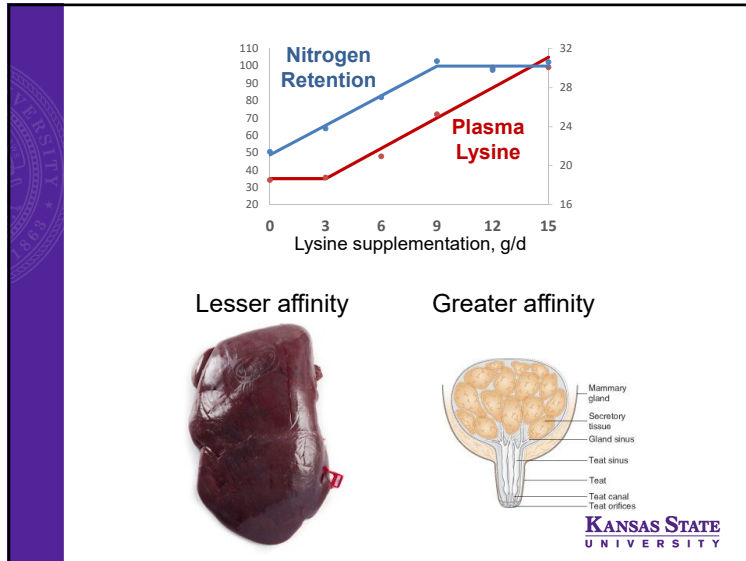 Nitrogen
Retention
Plasma
Lysine
110
100
90
80
70
60
50
40
30
20
32
28
24
20
16
0 3 6 9 12 15
Lysine supplementation, g/d
Lesser affinity
Greater affinity
Mammary
gland
Secretory
tissue
Gland sinus
Teat sinus
Teat
Teat canal
Teat orifices
KANSAS STATE
UNIVERSITY
ERSITY
1863